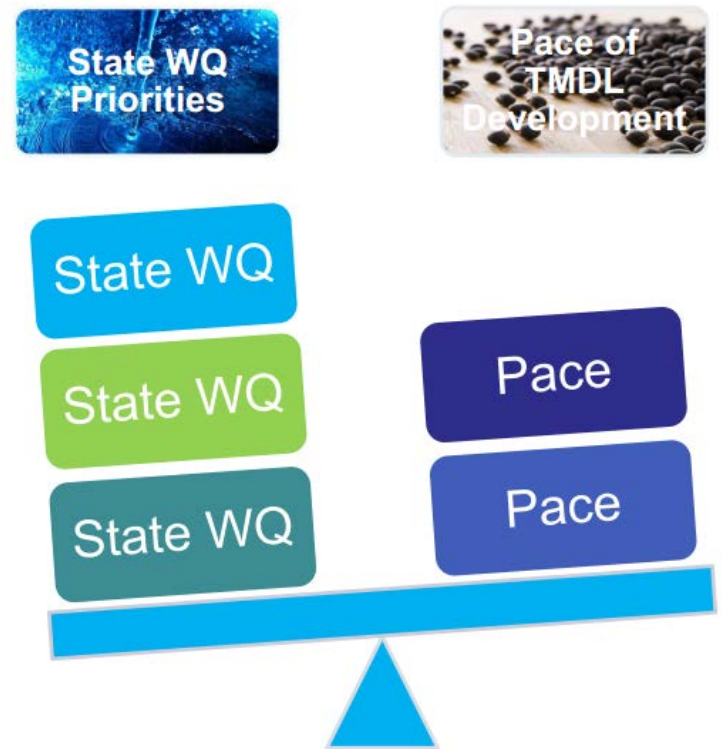 State WQ
Priorities
Pace of
TMDL
Development
State WQ
State WQ
State WQ
Pace
Pace